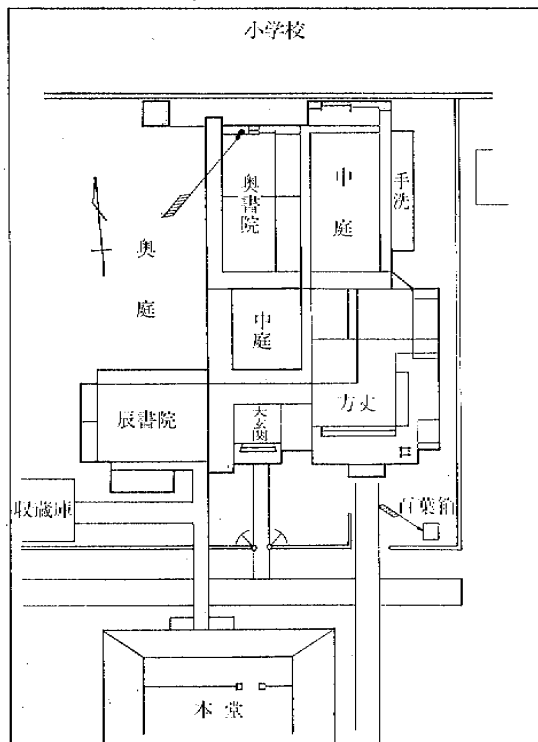 小学校
奥書院
中庭
手洗
奥庭
中庭
方丈
大玄関
辰書院
収蔵庫
百葉箱
本堂